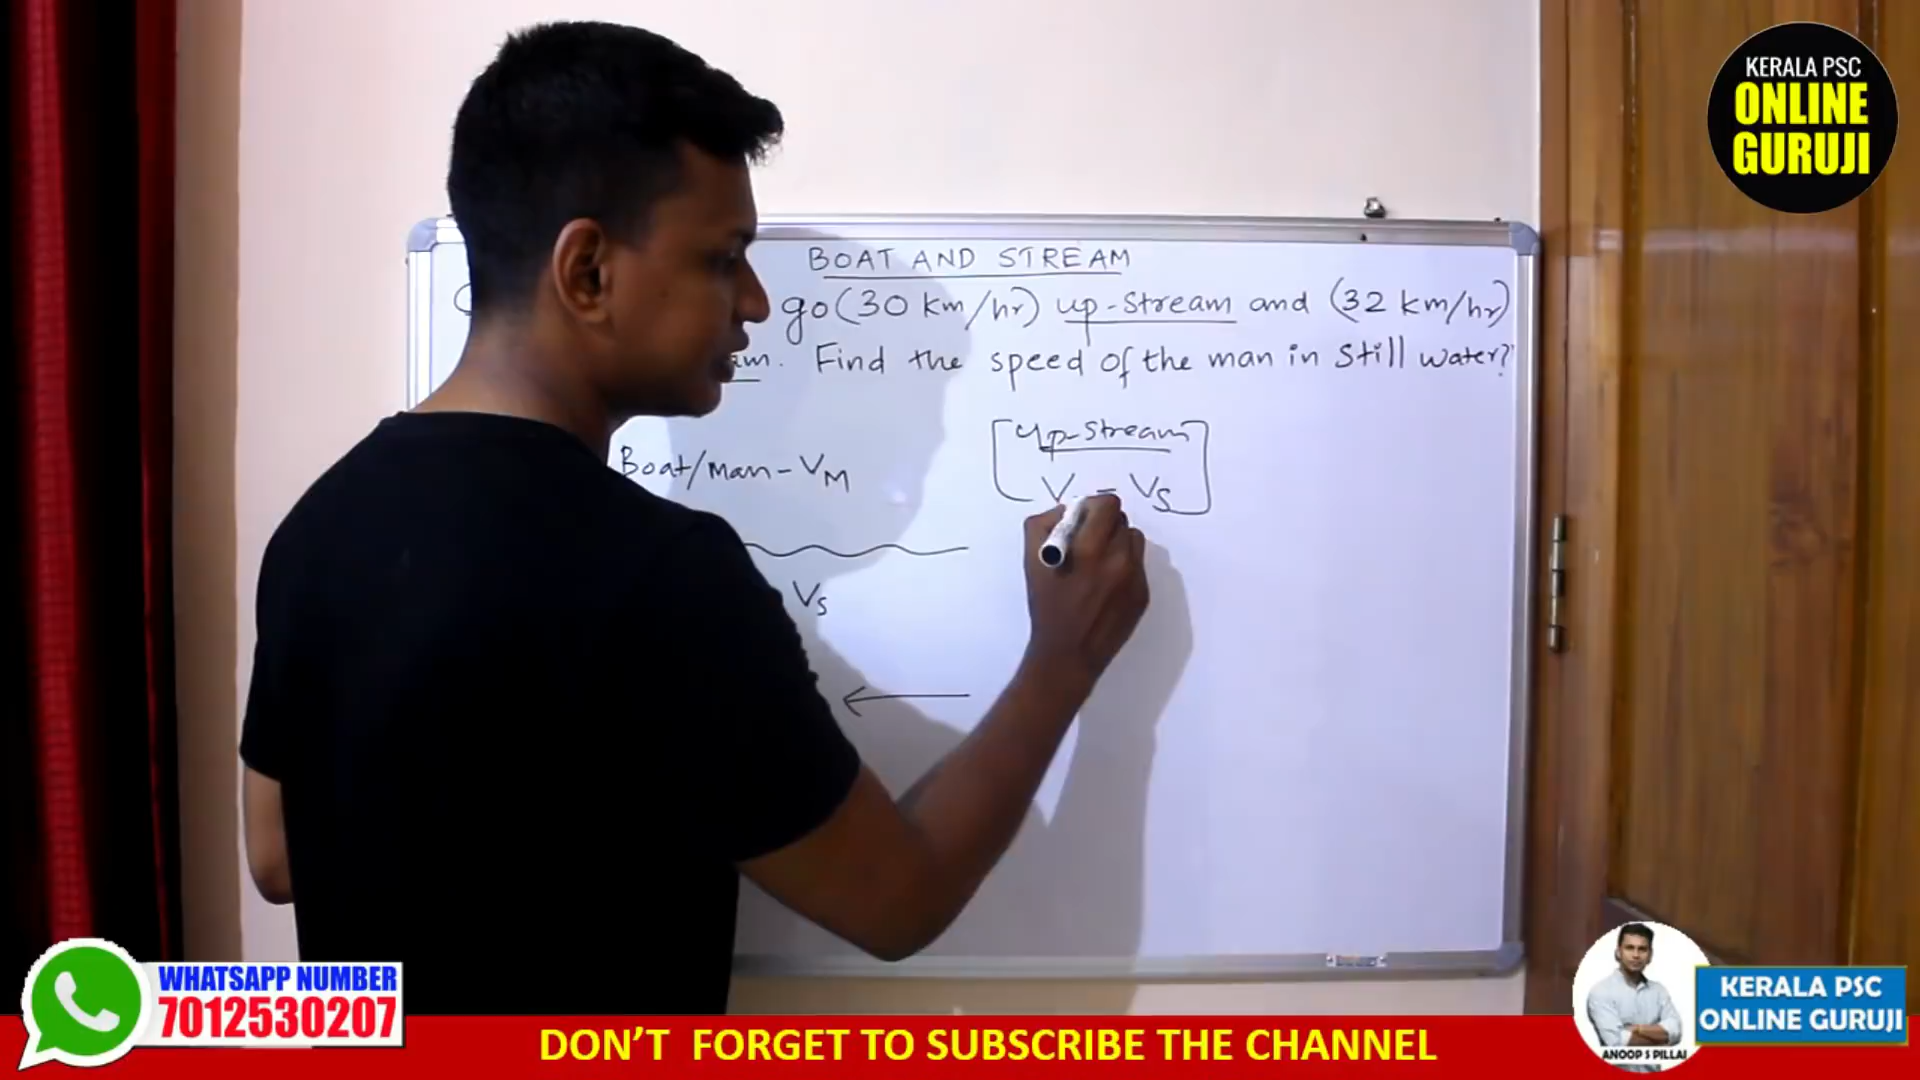 KERALA PSC
ONLINE
GURUJI
BOAT AND STREAM
go (30 km/hr) up-stream and (32 km/hr)
Find the speed of the man in still water?
Boat/man - VM
up-stream
V - VS
VS
WHATSAPP NUMBER
7012530207
DON'T FORGET TO SUBSCRIBE THE CHANNEL
ANOOP S PILLAI
KERALA PSC
ONLINE GURUJI